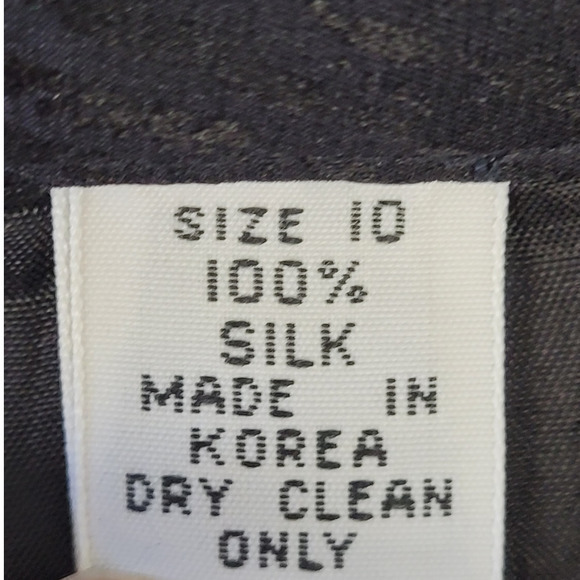 SIZE 10
100%
SILK
MADE IN
KOREA
DRY CLEAN
ONLY